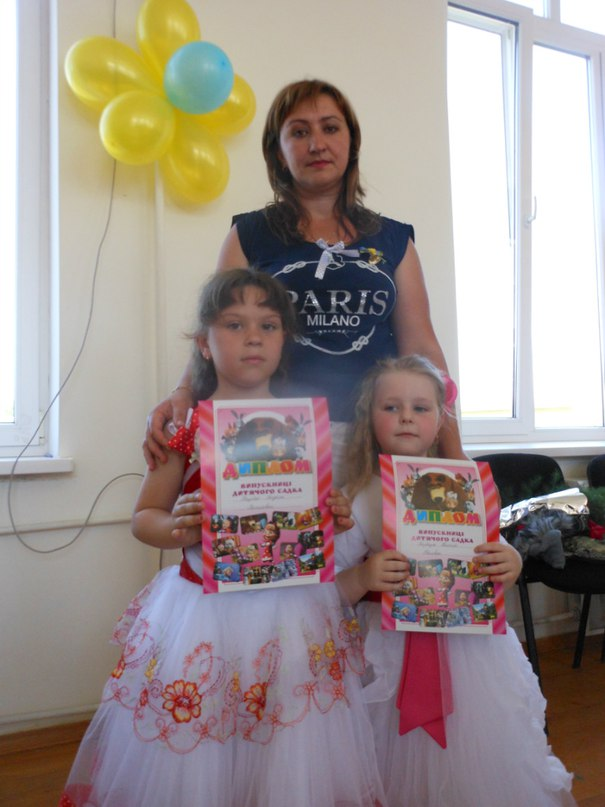 PARIS
MILANO
ДИПЛОМ
ВИПУСКНИЦІ
ДИТЯЧОГО САДКА
ДИПЛОМ
ВИПУСКНИЦІ
ДИТЯЧОГО САДКА